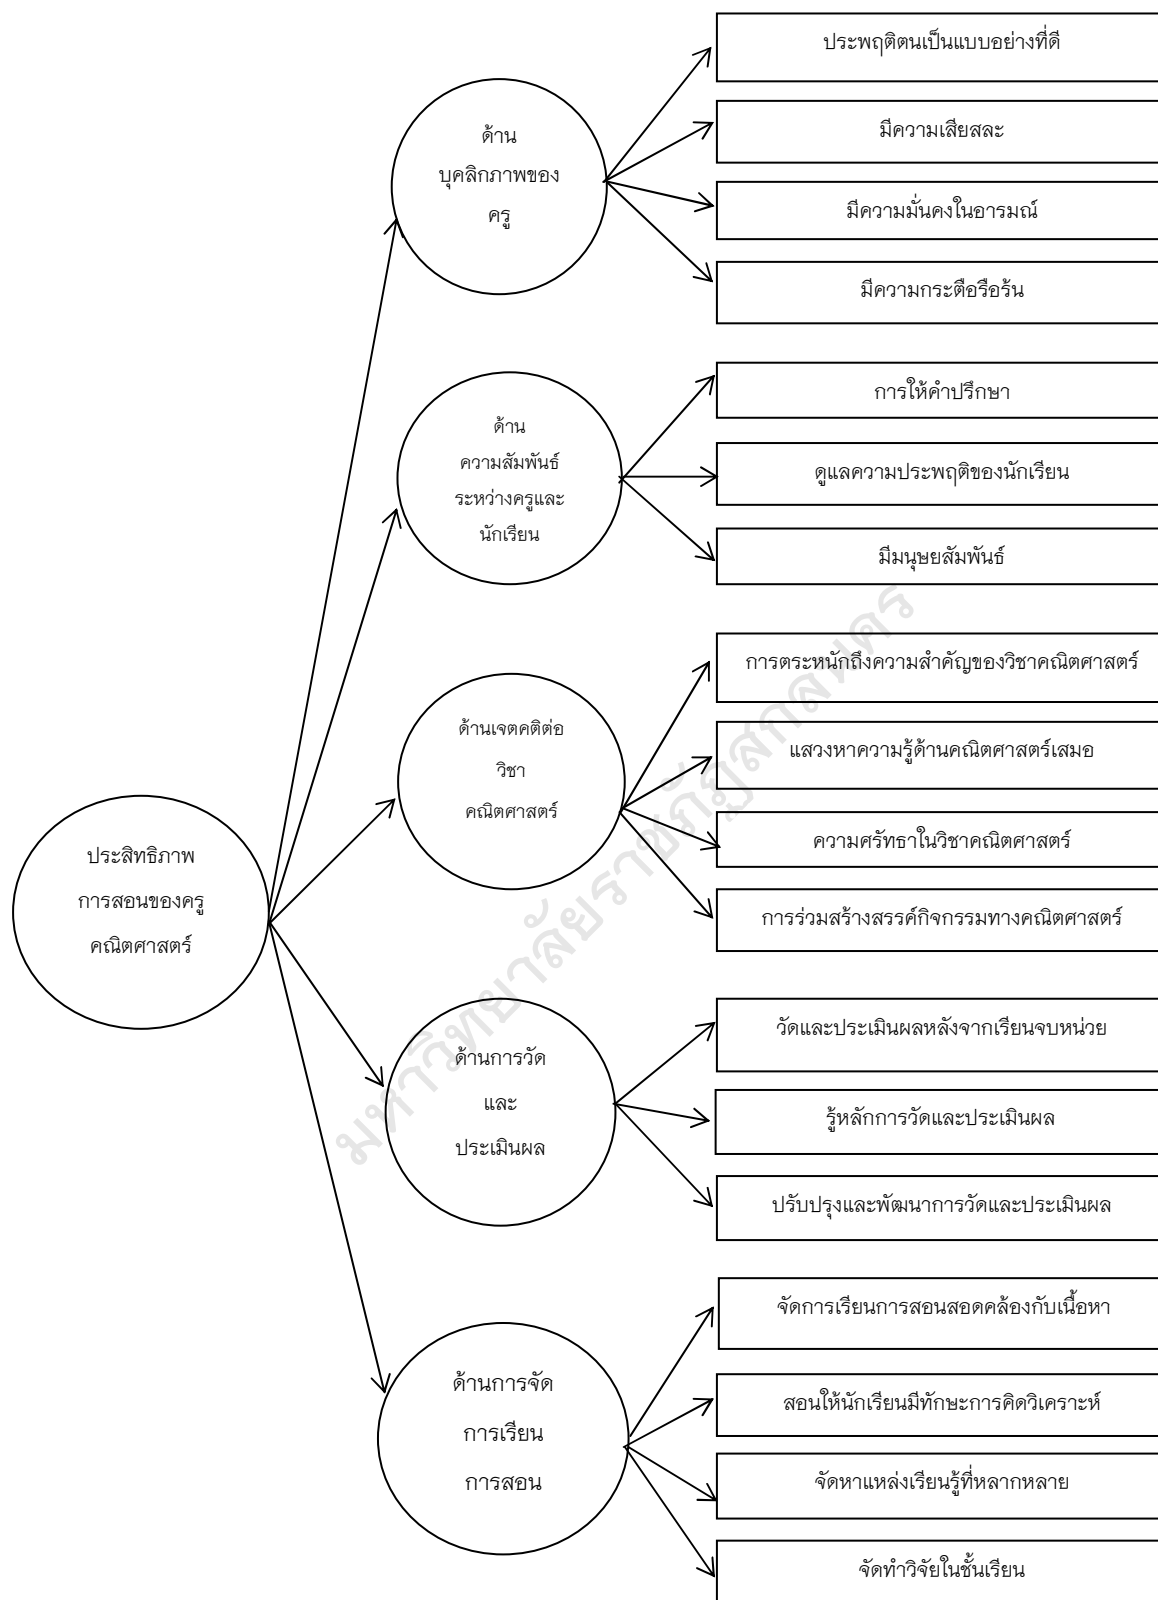 ประสิทธิภาพ
การสอนของครู
คณิตศาสตร์
ด้าน
บุคลิกภาพของ
ครู
ประพฤติตนเป็นแบบอย่างที่ดี
มีความเสียสละ
มีความมั่นคงในอารมณ์
มีความกระตือรือร้น
ด้าน
ความสัมพันธ์
ระหว่างครูและ
นักเรียน
การให้คำปรึกษา
ดูแลความประพฤติของนักเรียน
มีมนุษยสัมพันธ์
ด้านเจตคติต่อ
วิชา
คณิตศาสตร์
การตระหนักถึงความสำคัญของวิชาคณิตศาสตร์
แสวงหาความรู้ด้านคณิตศาสตร์เสมอ
ความศรัทธาในวิชาคณิตศาสตร์
การร่วมสร้างสรรค์กิจกรรมทางคณิตศาสตร์
ด้านการวัด
และ
ประเมินผล
วัดและประเมินผลหลังจากเรียนจบหน่วย
รู้หลักการวัดและประเมินผล
ปรับปรุงและพัฒนาการวัดและประเมินผล
ด้านการจัด
การเรียน
การสอน
จัดการเรียนการสอนสอดคล้องกับเนื้อหา
สอนให้นักเรียนมีทักษะการคิดวิเคราะห์
จัดหาแหล่งเรียนรู้ที่หลากหลาย
จัดทำวิจัยในชั้นเรียน
มหาวิทยาลัยราชภัฏสกลนคร